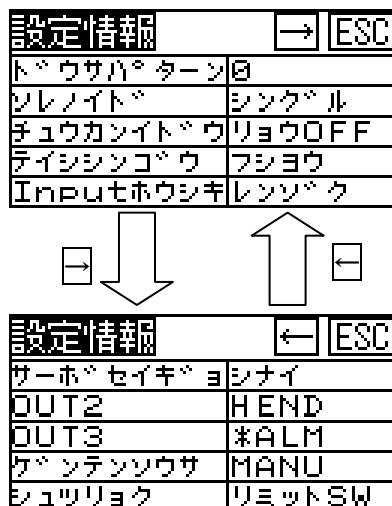 設定情報 → ESC
ドウサパターン 0
ソレノイド シングル
チュウカンイドウ リョウOFF
テイシシンゴウ フショウ
Inputホウシキ レンゾク
→ ←
設定情報 ← ESC
サーボセイギョ シナイ
OUT2 HEND
OUT3 *ALM
ゲンテンソウサ MANU
シュツリョク リミットSW